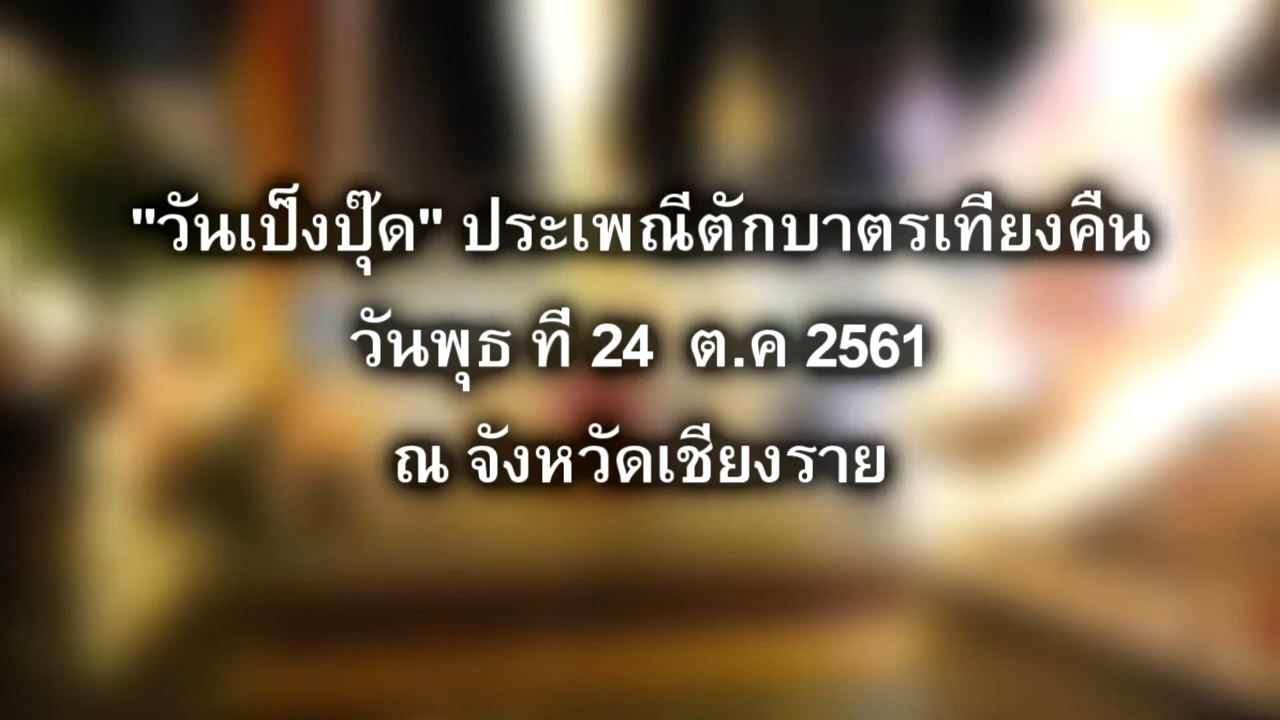 "วันเป็งปุ๊ด" ประเพณีตักบาตรเที่ยงคืน
วันพุธ ที่ 24 ต.ค 2561
ณ จังหวัดเชียงราย